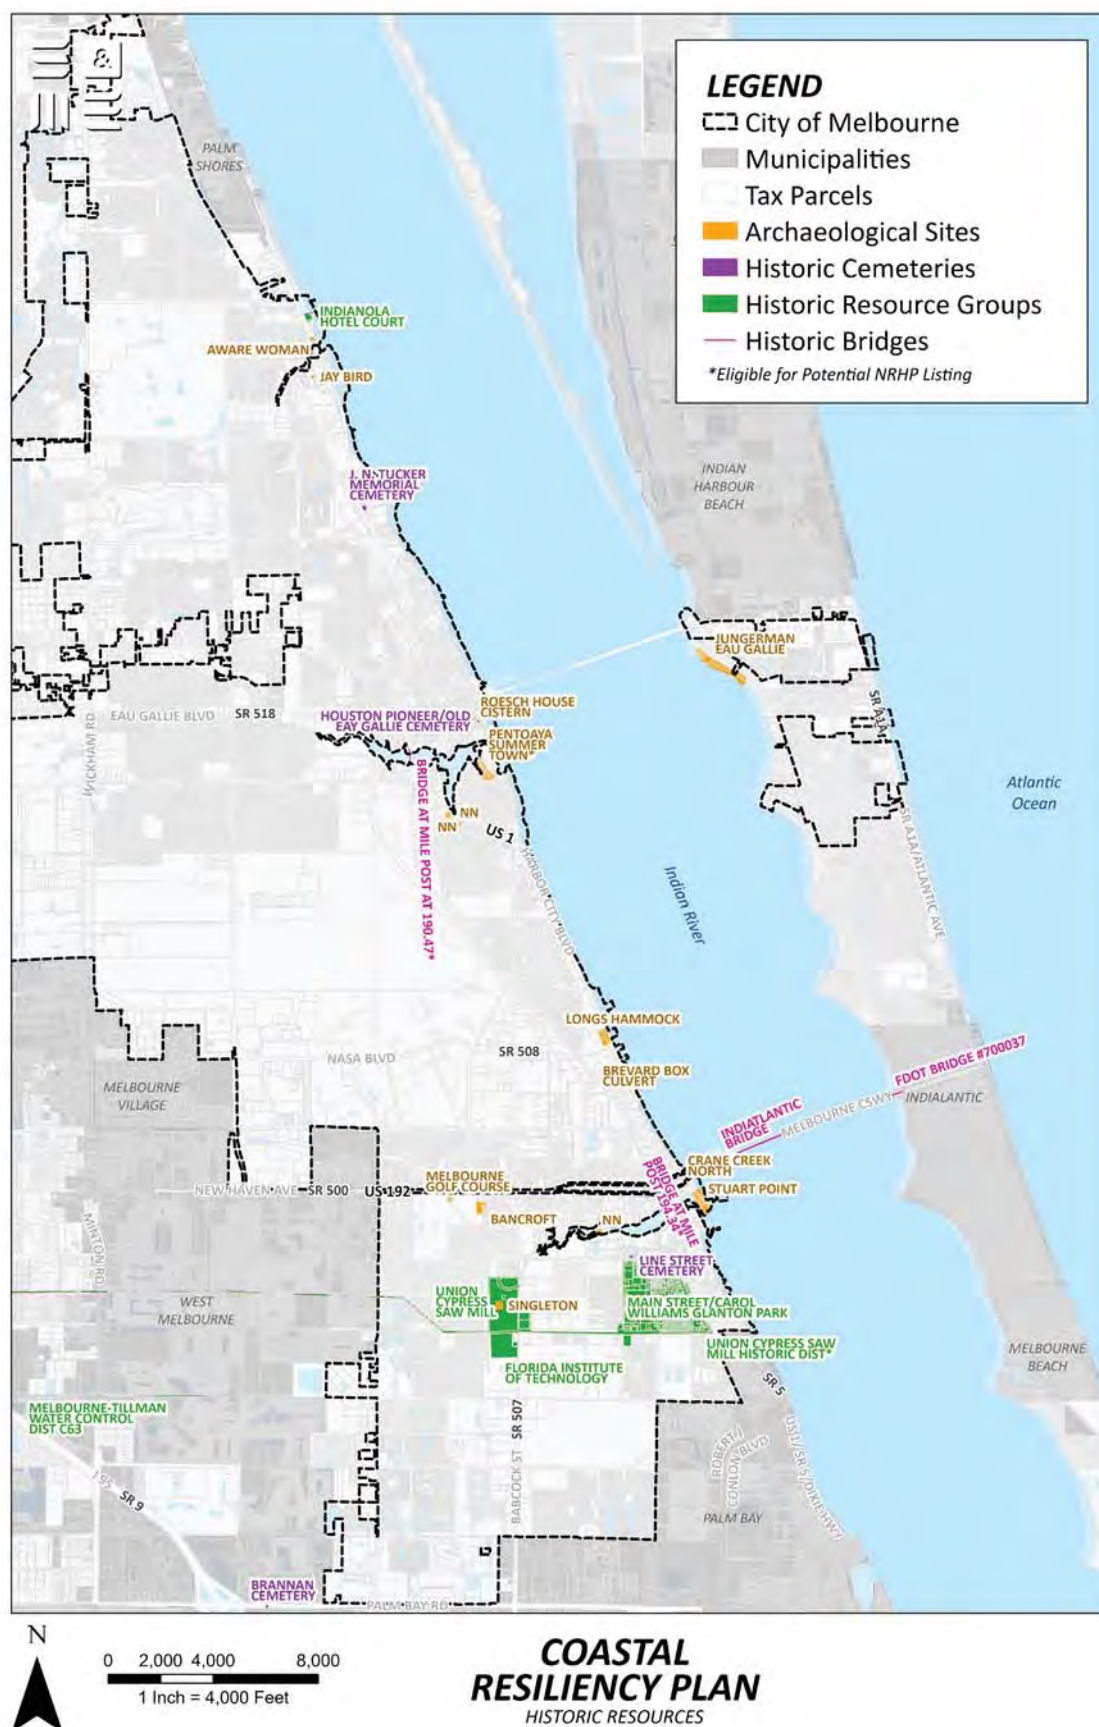 &
LEGEND
City of Melbourne
Municipalities
Tax Parcels
Archaeological Sites
Historic Cemeteries
Historic Resource Groups
Historic Bridges
*Eligible for Potential NRHP Listing
PALM
SHORES
INDIANOLA
HOTEL COURT
AWARE WOMAN
JAY BIRD
J. N. TUCKER
MEMORIAL
CEMETERY
INDIAN
HARBOUR
BEACH
JUNGERMAN
EAU GALLIE
SR A1A
EAU GALLIE BLVD
SR 518
WICKHAM RD
ROESCH HOUSE
CISTERN
HOUSTON PIONEER/OLD
EAY GALLIE CEMETERY
PENTOAYA
SUMMER
TOWN*
BRIDGE AT MILE POST AT 190.47*
NN
NN
US 1
HARBOR CITY BLVD
Atlantic
Ocean
SR A1A/ATLANTIC AVE
Indian River
LONGS HAMMOCK
SR 508
NASA BLVD
BREVARD BOX
CULVERT
MELBOURNE
VILLAGE
FDOT BRIDGE #700037
INDIATLANTIC
BRIDGE
MELBOURNE CSWY
INDIALANTIC
CRANE CREEK
NORTH
MELBOURNE
GOLF COURSE
NEW HAVEN AVE
SR 500
US 192
STUART POINT
BRIDGE AT MILE
POST 194.34*
BANCROFT
NN
MINTON RD
LINE STREET
CEMETERY
UNION
CYPRESS
SAW MILL
SINGLETON
MAIN STREET/CAROL
WILLIAMS GLANTON PARK
WEST
MELBOURNE
UNION CYPRESS SAW
MILL HISTORIC DIST*
MELBOURNE
BEACH
FLORIDA INSTITUTE
OF TECHNOLOGY
SR 5
MELBOURNE-TILLMAN
WATER CONTROL
DIST C63
SR 507
BABCOCK ST
ROBERT J
CONLON BLVD
US 1/ SR 5/DIXIE HWY
I 95
SR 9
PALM BAY
BRANNAN
CEMETERY
PALM BAY RD
N
0 2,000 4,000 8,000
1 Inch = 4,000 Feet
COASTAL
RESILIENCY PLAN
HISTORIC RESOURCES